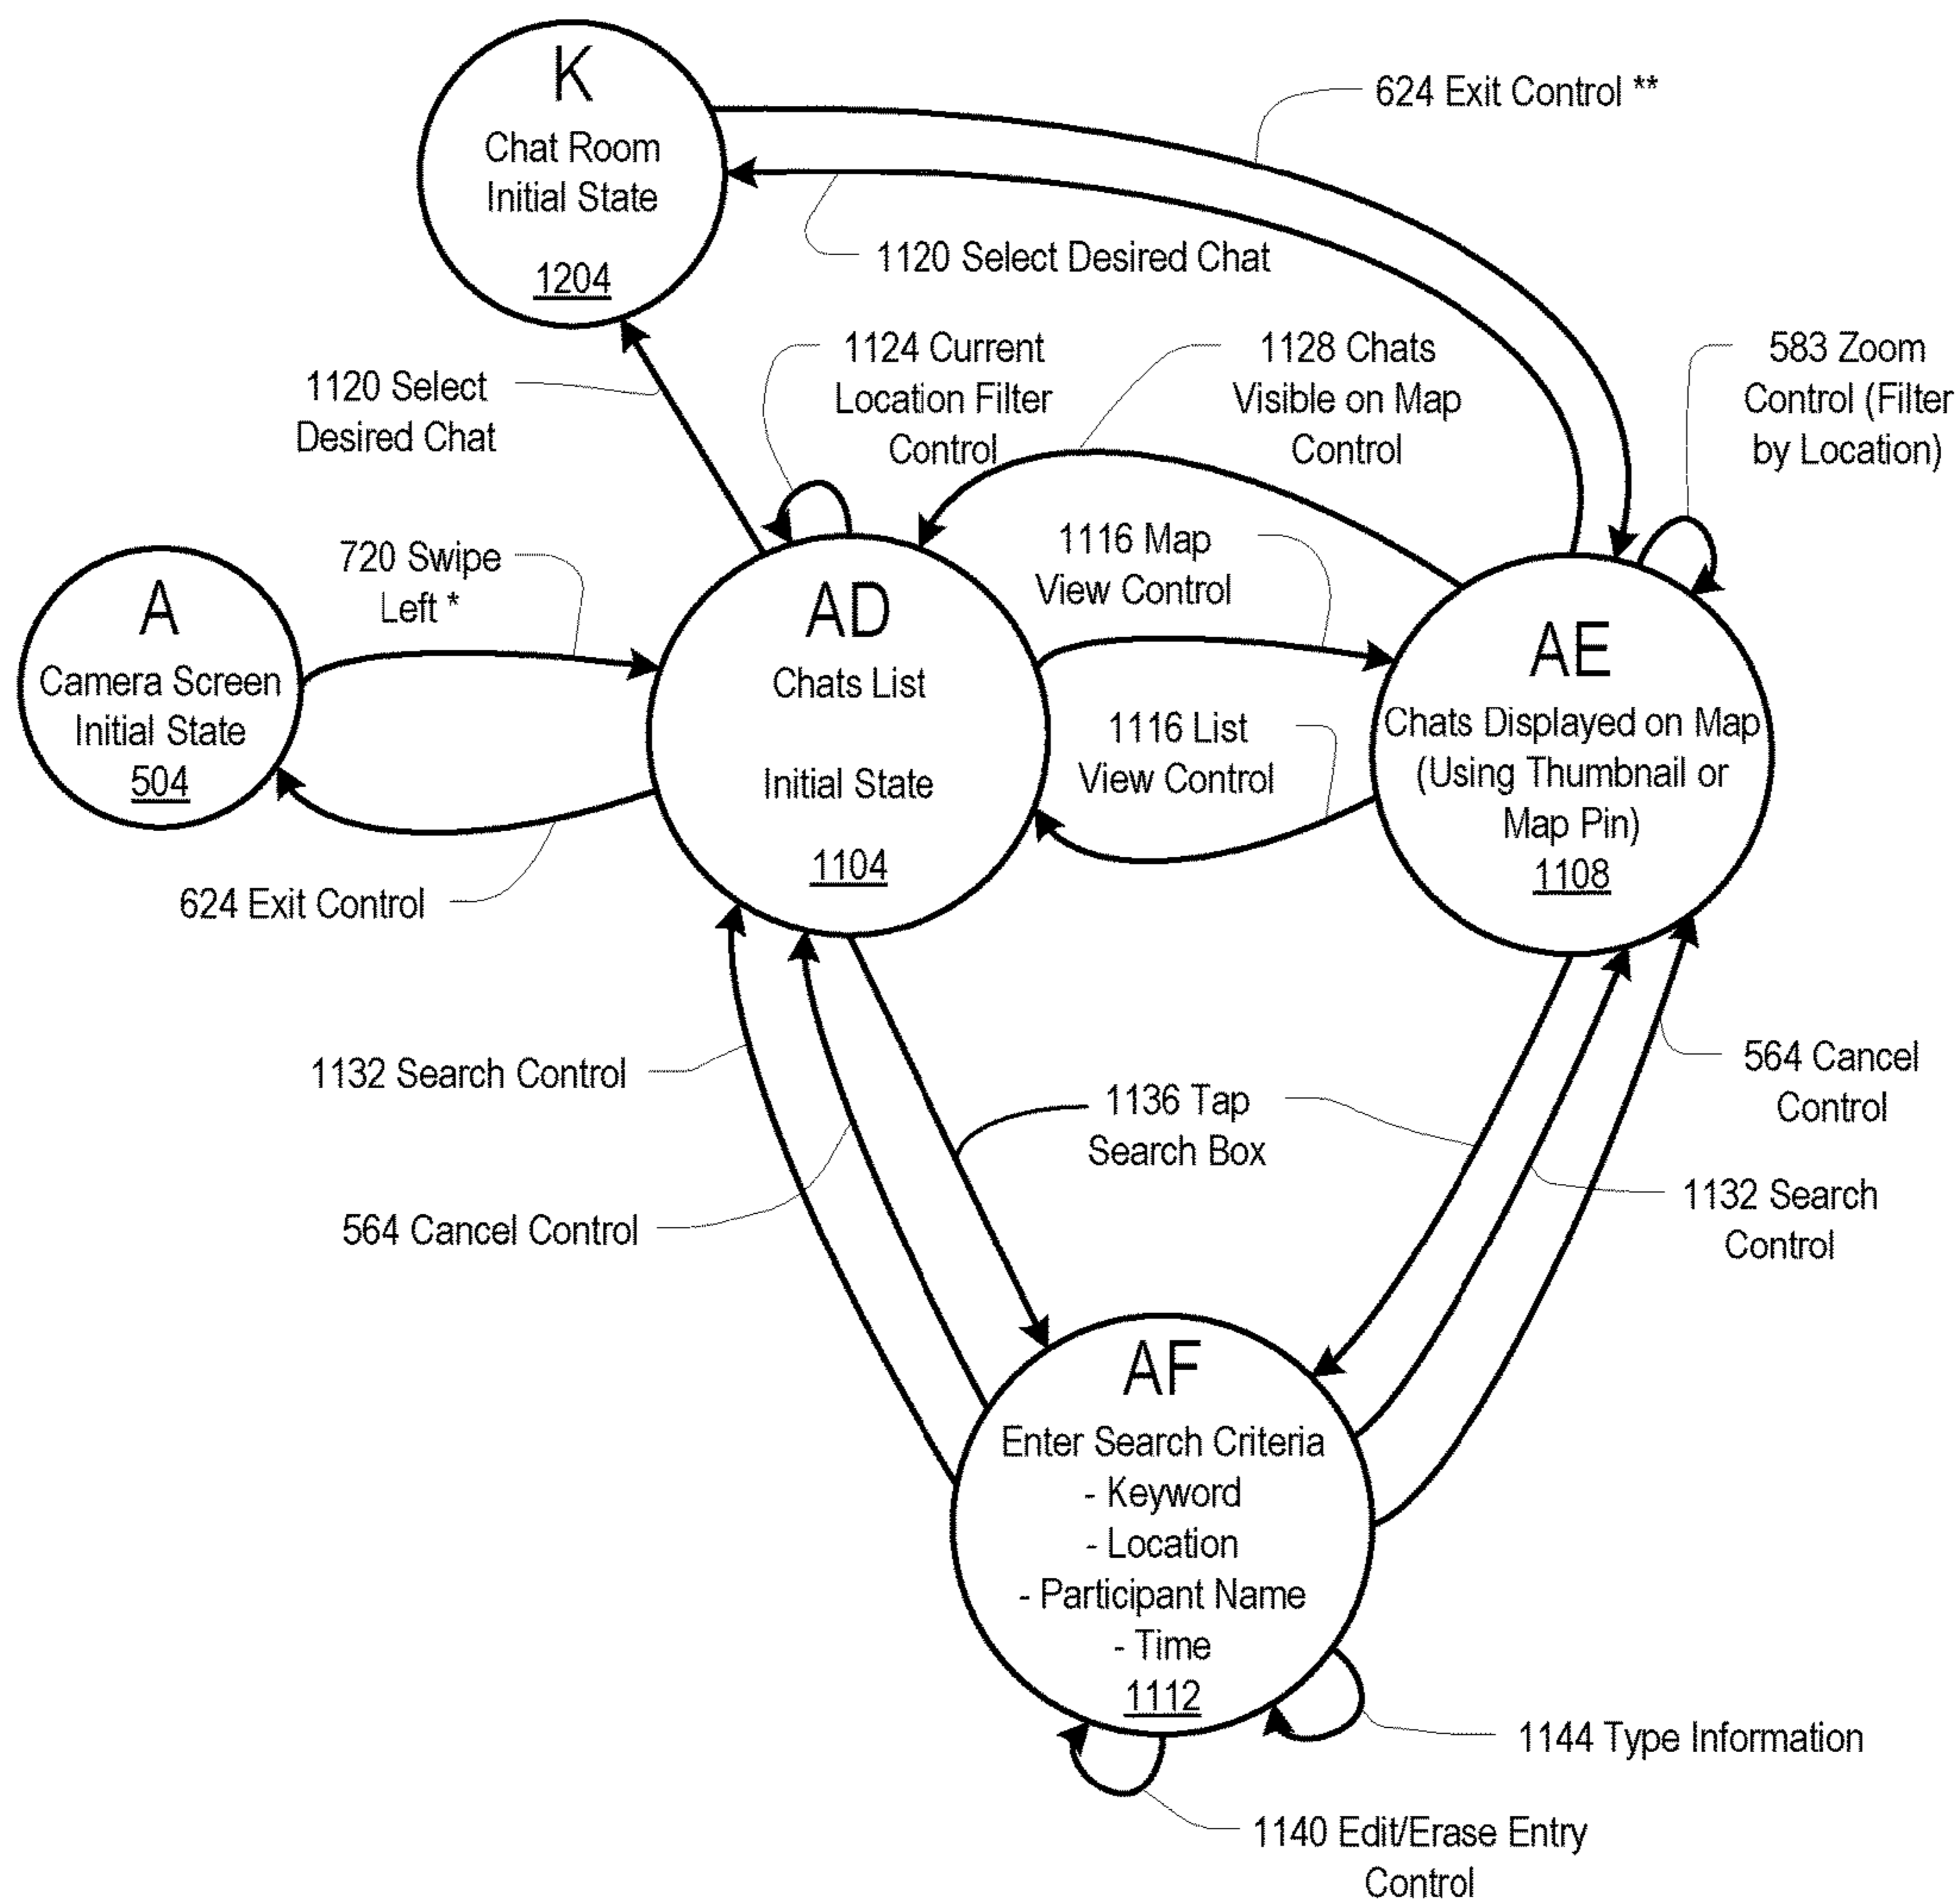 K
Chat Room
Initial State
1204
624 Exit Control **
1120 Select Desired Chat
1120 Select
Desired Chat
1124 Current
Location Filter
Control
1128 Chats
Visible on Map
Control
583 Zoom
Control (Filter
by Location)
720 Swipe
Left *
A
Camera Screen
Initial State
504
AD
Chats List
Initial State
1104
1116 Map
View Control
1116 List
View Control
AE
Chats Displayed on Map
(Using Thumbnail or
Map Pin)
1108
624 Exit Control
1132 Search Control
564 Cancel Control
1136 Tap
Search Box
564 Cancel
Control
1132 Search
Control
AF
Enter Search Criteria
- Keyword
- Location
- Participant Name
- Time
1112
1144 Type Information
1140 Edit/Erase Entry
Control